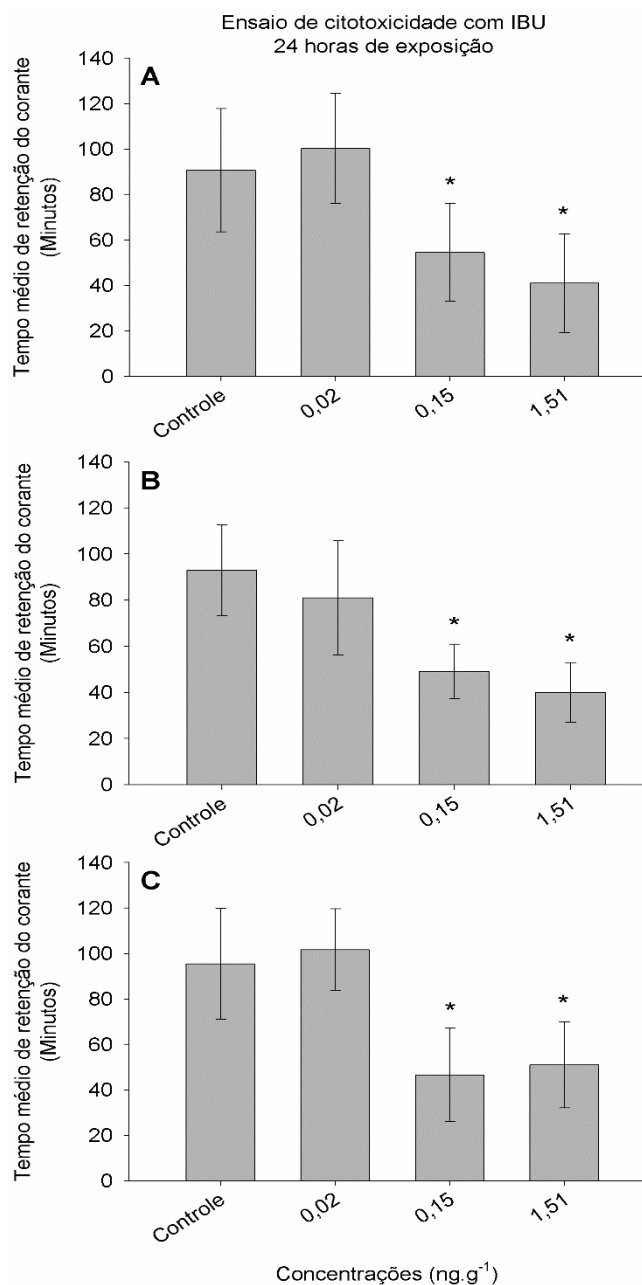 Ensaio de citotoxicidade com IBU
24 horas de exposição
A
Tempo médio de retenção do corante
(Minutos)
140
120
100
80
60
40
20
0
*
*
Controle
0,02
0,15
1,51
B
Tempo médio de retenção do corante
(Minutos)
140
120
100
80
60
40
20
0
*
*
Controle
0,02
0,15
1,51
C
Tempo médio de retenção do corante
(Minutos)
140
120
100
80
60
40
20
0
*
*
Controle
0,02
0,15
1,51
Concentrações (ng.g⁻¹)